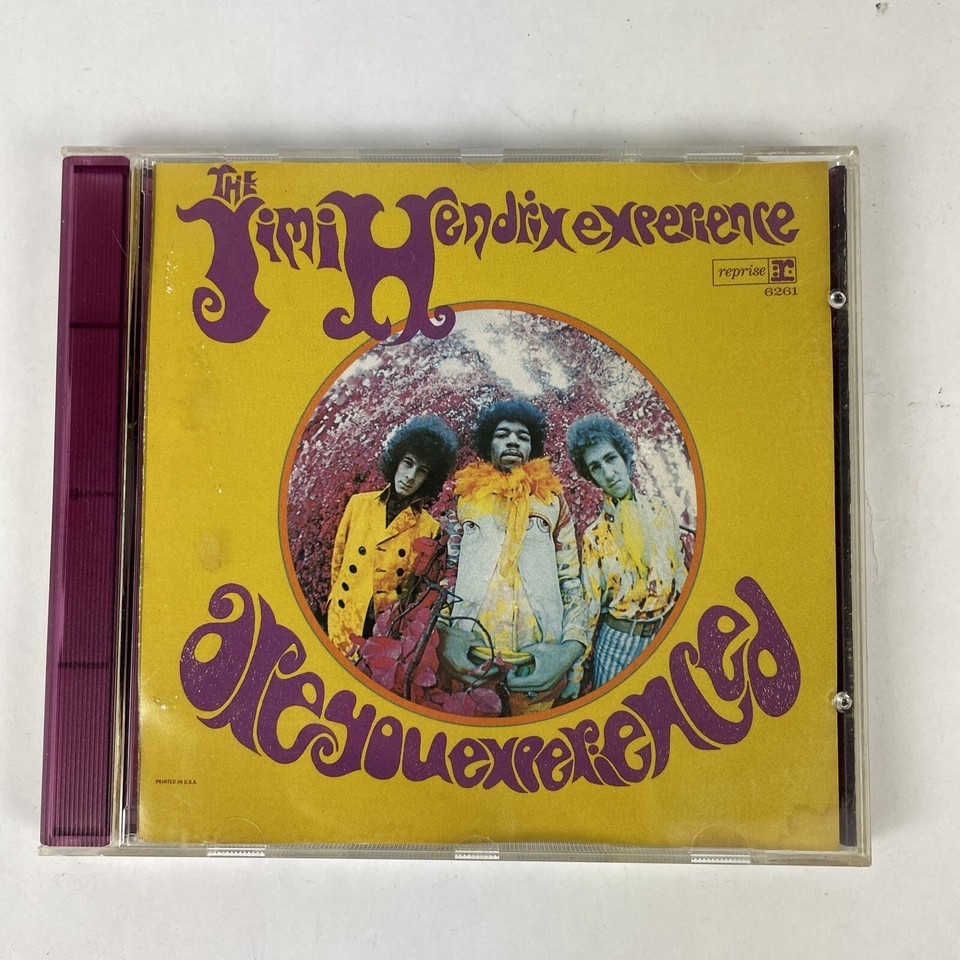 THE
Jimi Hendrix experience
reprise r
6261
are you experienced
PRINTED IN U.S.A.